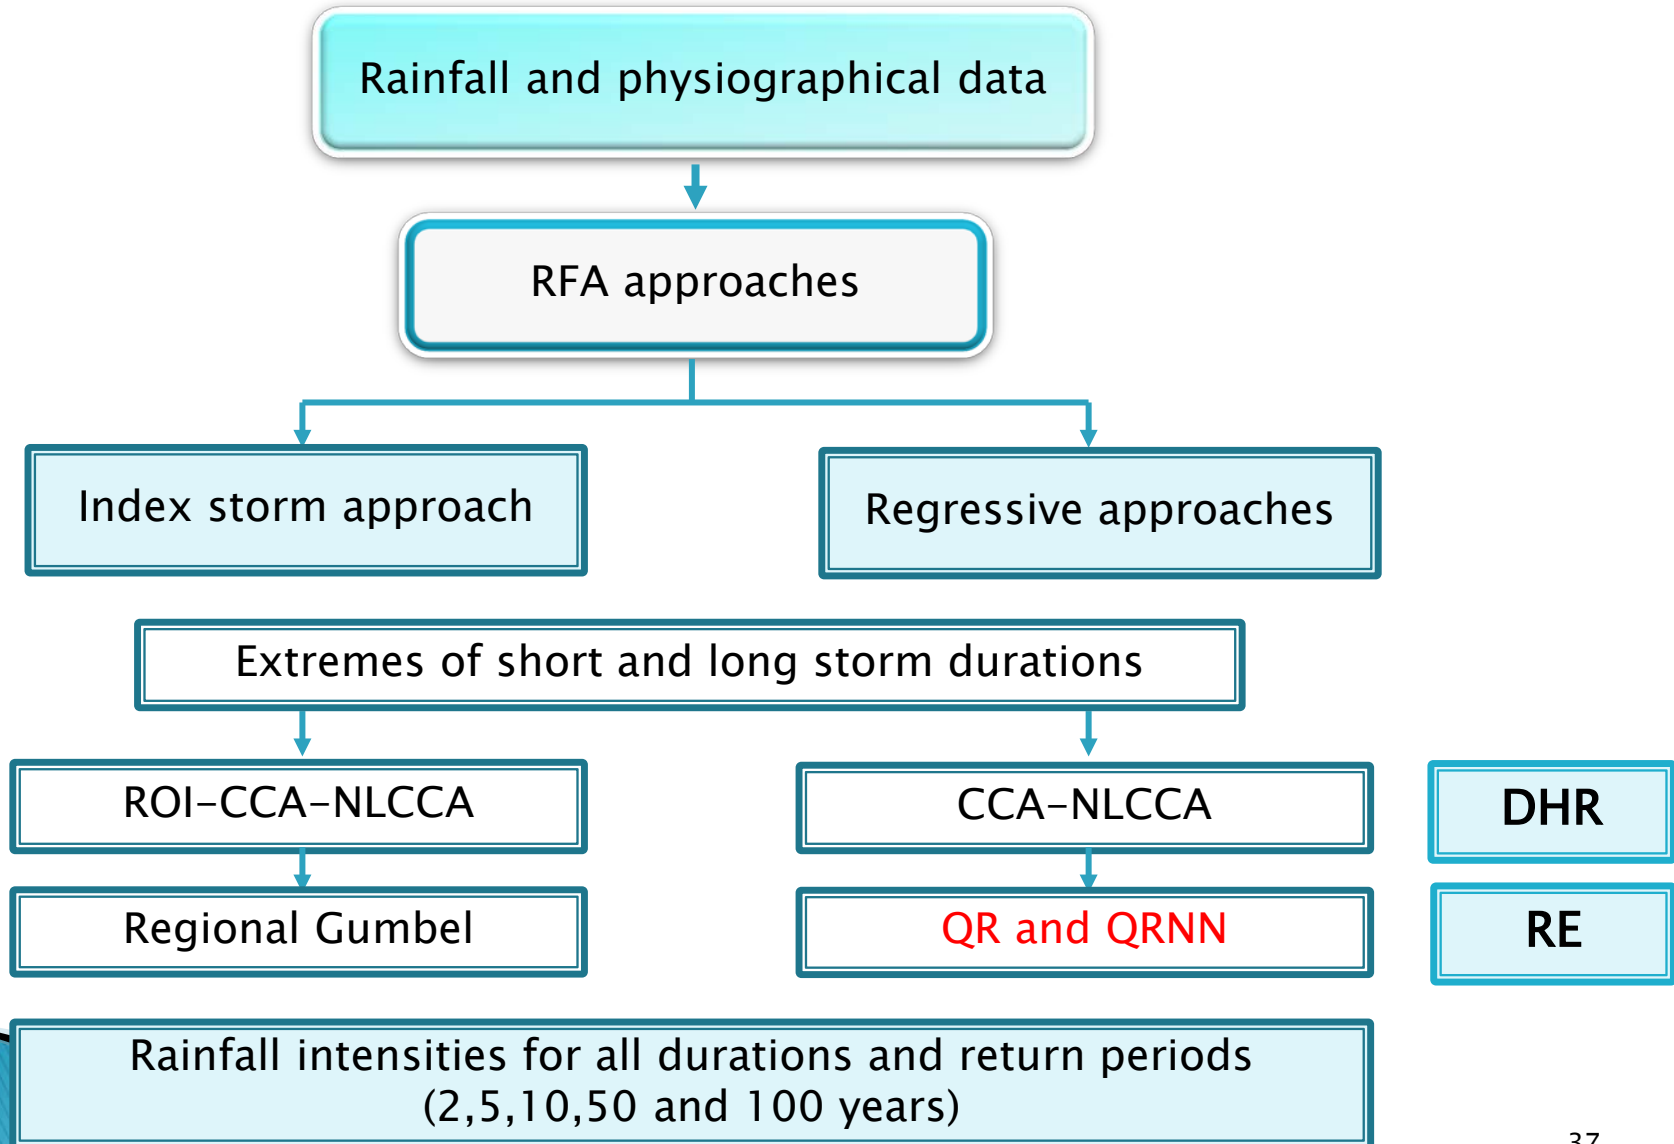 Rainfall and physiographical data
RFA approaches
Index storm approach
Regressive approaches
Extremes of short and long storm durations
ROI-CCA-NLCCA
CCA-NLCCA
DHR
Regional Gumbel
QR and QRNN
RE
Rainfall intensities for all durations and return periods
(2,5,10,50 and 100 years)
37